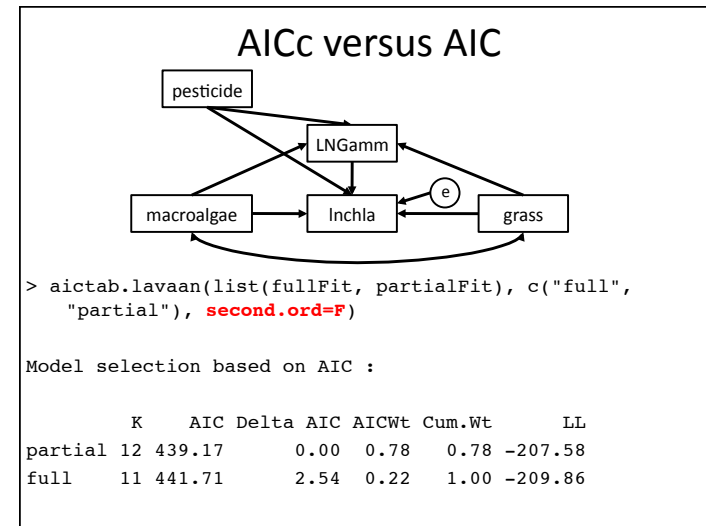 AICc versus AIC
pesticide
LNGamm
e
macroalgae
lnchla
grass
> aictab.lavaan(list(fullFit, partialFit), c("full",
"partial"), second.ord=F)
Model selection based on AIC :
K AIC Delta AIC AICWt Cum.Wt LL
partial 12 439.17 0.00 0.78 0.78 -207.58
full 11 441.71 2.54 0.22 1.00 -209.86